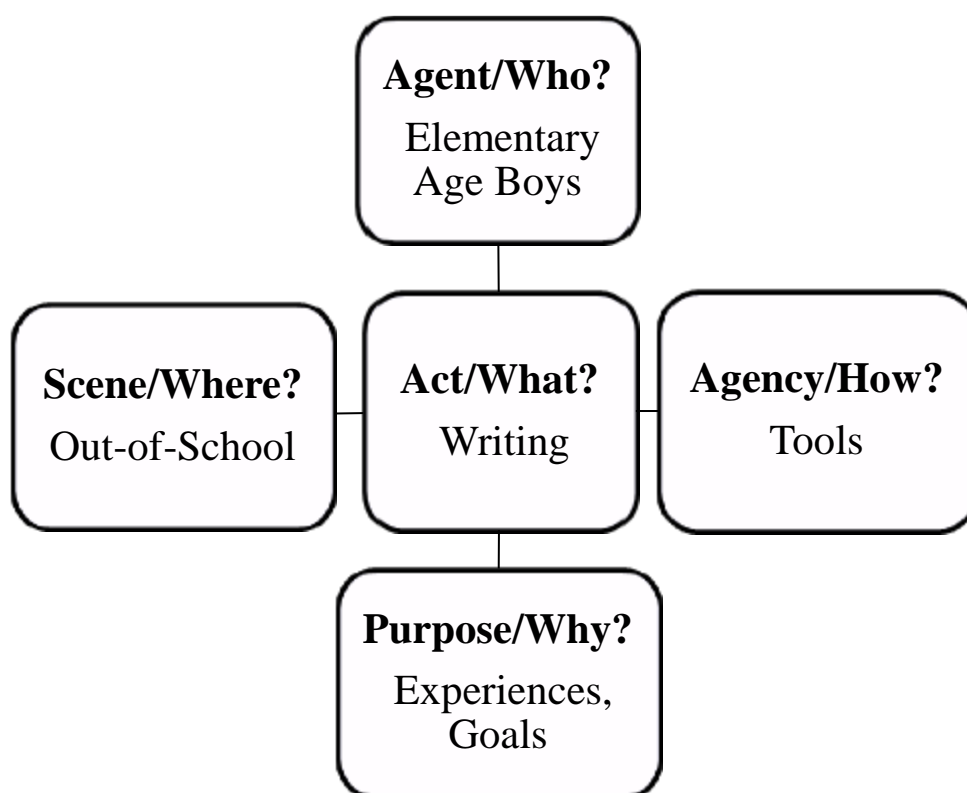 Agent/Who?
Elementary
Age Boys
Scene/Where?
Out-of-School
Act/What?
Writing
Agency/How?
Tools
Purpose/Why?
Experiences,
Goals